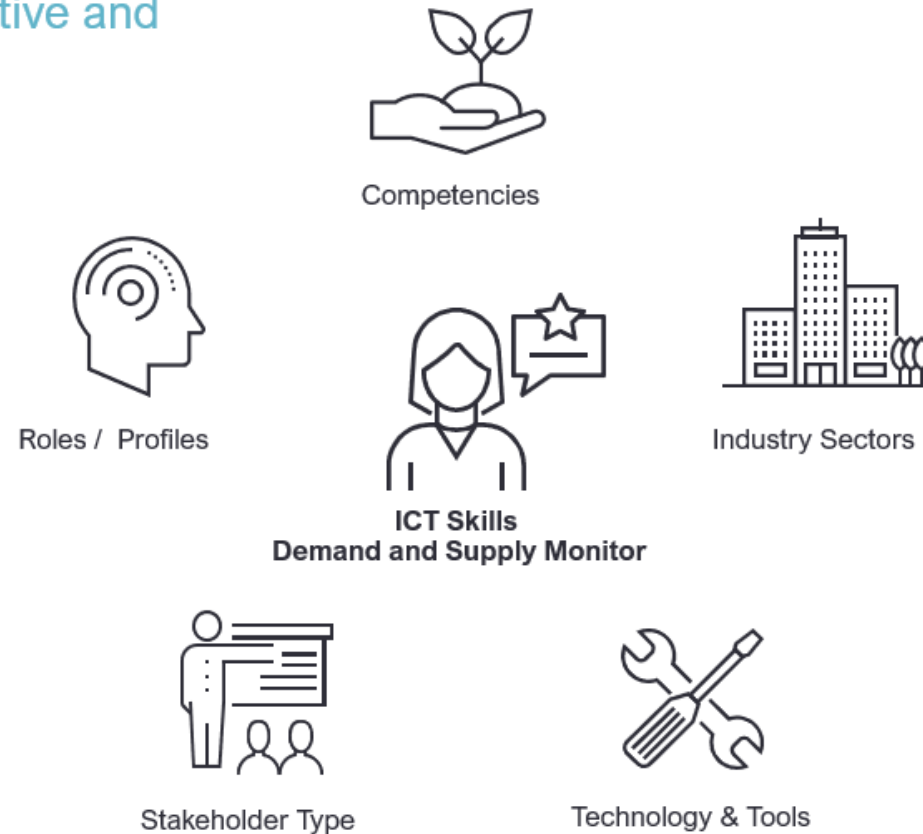 tive and
Competencies
Roles / Profiles
Industry Sectors
ICT Skills
Demand and Supply Monitor
Stakeholder Type
Technology & Tools